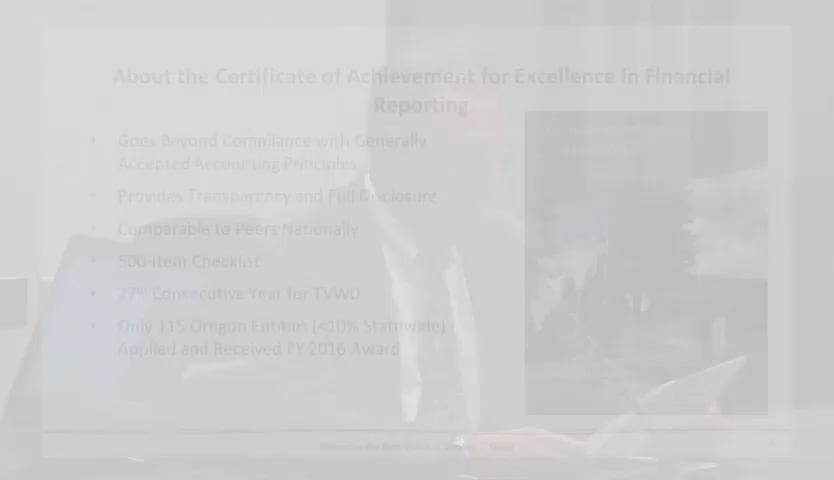 About the Certificate of Achievement for Excellence in Financial
Reporting
• Goes Beyond Compliance with Generally
Accepted Accounting Principles
• Provides Transparency and Full Disclosure
• Comparable to Peers Nationally
• 500-Item Checklist
• 27th Consecutive Year for TVWD
• Only 115 Oregon Entities (<10% Statewide)
Applied and Received FY 2016 Award